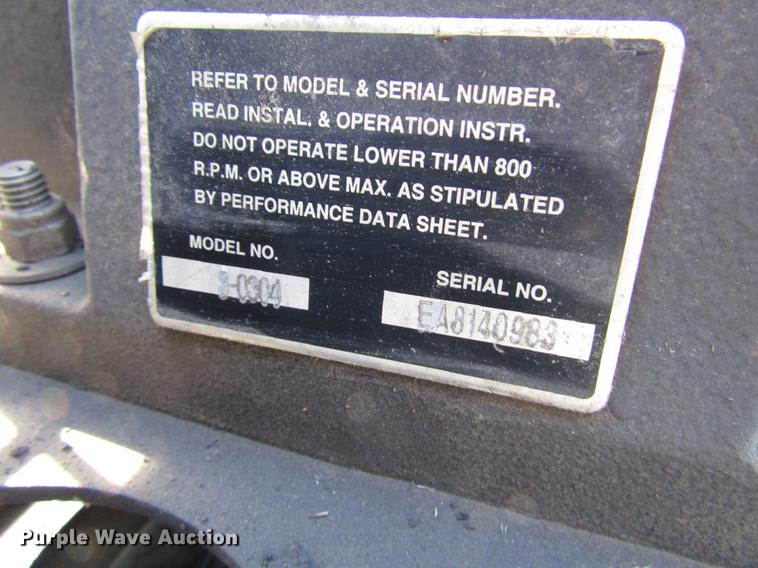 REFER TO MODEL & SERIAL NUMBER.
READ INSTAL. & OPERATION INSTR.
DO NOT OPERATE LOWER THAN 800
R.P.M. OR ABOVE MAX. AS STIPULATED
BY PERFORMANCE DATA SHEET.
MODEL NO.
SERIAL NO.
EA8140983
Purple Wave Auction